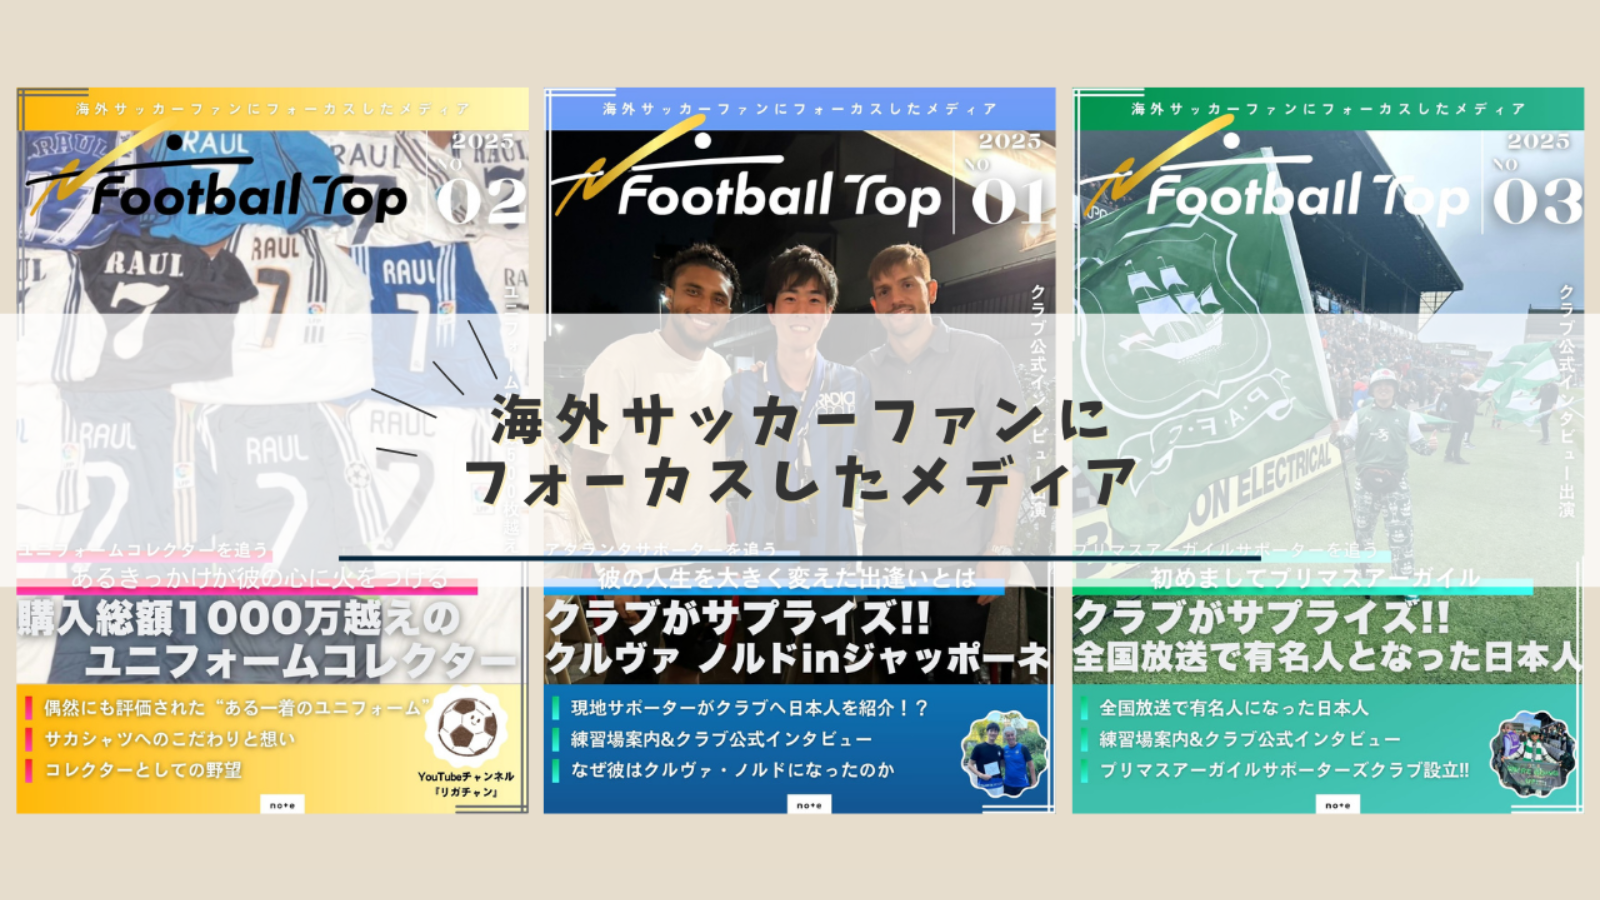 海外サッカーファンにフォーカスしたメディア
Football Top
2025
NO
02
RAUL
RAUL
RAUL
RAUL
RAUL
7
RAUL
7
RAUL
7
RAUL
7
RAUL
7
RAUL
7
ユニフォームコレクターを追う
あるきっかけが彼の心に火をつける
購入総額1000万越えの
ユニフォームコレクター
偶然にも評価された“ある一着のユニフォーム”
サカシャツへのこだわりと想い
コレクターとしての野望
YouTubeチャンネル
『リガチャン』
note
海外サッカーファンにフォーカスしたメディア
Football Top
2025
NO
01
クラブ公式インタビュー出演
アタランタサポーターを追う
彼の人生を大きく変えた出逢いとは
クラブがサプライズ!!
クルヴァ ノルドinジャッポーネ
現地サポーターがクラブへ日本人を紹介！？
練習場案内&クラブ公式インタビュー
なぜ彼はクルヴァ・ノルドになったのか
note
海外サッカーファンにフォーカスしたメディア
Football Top
2025
NO
03
クラブ公式インタビュー出演
P.A.F.C.
ON ELECTRICAL
プリマスアーガイルサポーターを追う
初めましてプリマスアーガイル
クラブがサプライズ!!
全国放送で有名人となった日本人
全国放送で有名人になった日本人
練習場案内&クラブ公式インタビュー
プリマスアーガイルサポーターズクラブ設立!!
note
海外サッカーファンに
フォーカスしたメディア